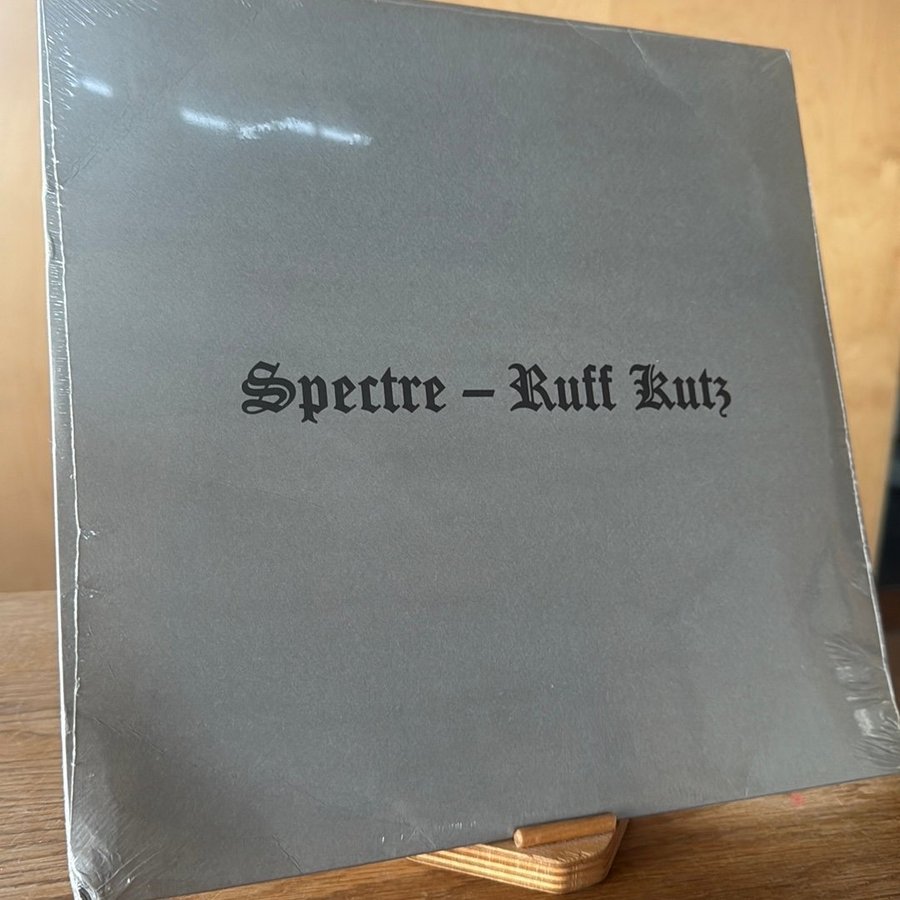 Spectre – Ruff Kutz